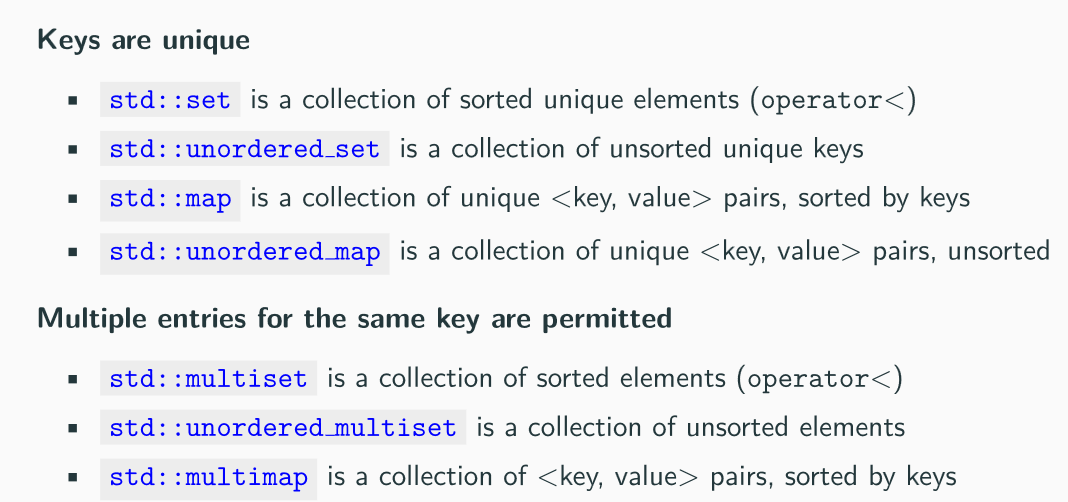 Keys are unique
▪ std::set is a collection of sorted unique elements (operator<)
▪ std::unordered_set is a collection of unsorted unique keys
▪ std::map is a collection of unique <key, value> pairs, sorted by keys
▪ std::unordered_map is a collection of unique <key, value> pairs, unsorted
Multiple entries for the same key are permitted
▪ std::multiset is a collection of sorted elements (operator<)
▪ std::unordered_multiset is a collection of unsorted elements
▪ std::multimap is a collection of <key, value> pairs, sorted by keys